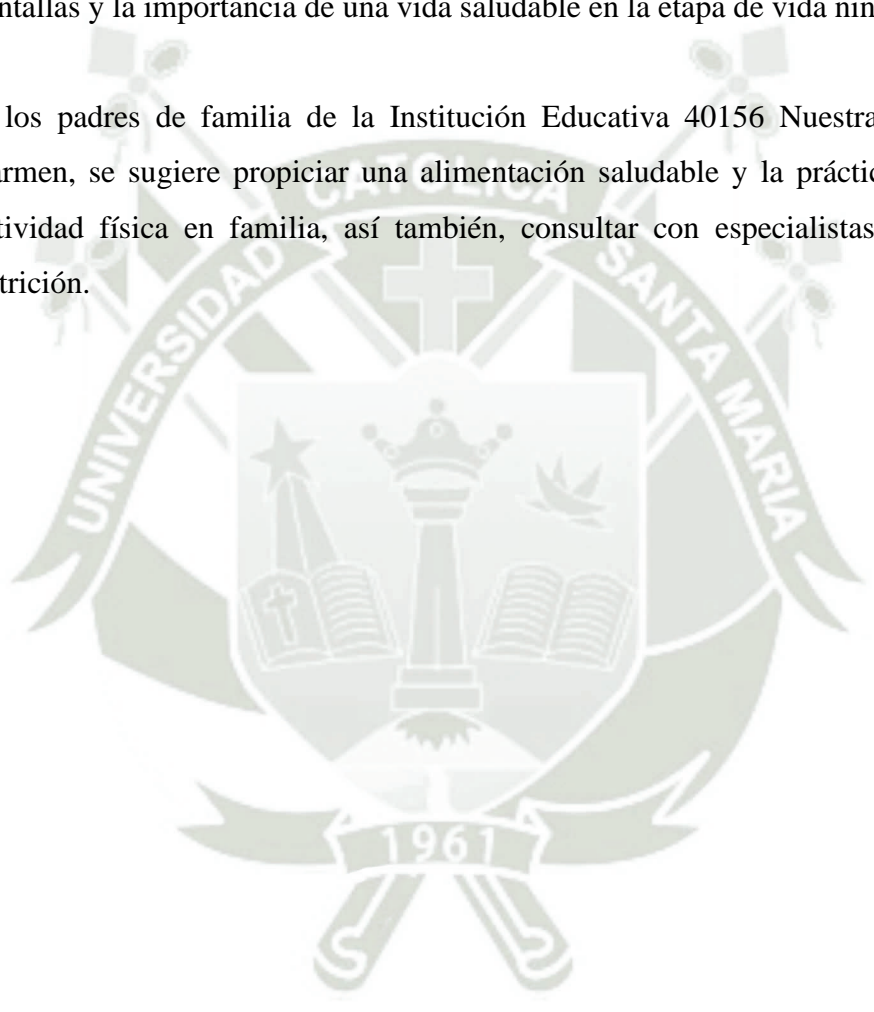 ntallas y la importancia de una vida saludable en la etapa de vida
los padres de familia de la Institución Educativa 40156 Nuestra
armen, se sugiere propiciar una alimentación saludable y la práctic
tividad física en familia, así también, consultar con especialistas
trición.
UNIVERSIDAD CATOLICA SANTA MARIA
1961